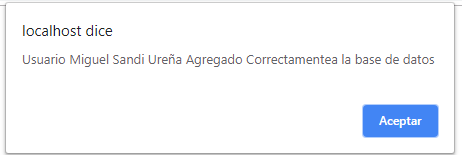 localhost dice
Usuario Miguel Sandi Ureña Agregado Correctamentea la base de datos
Aceptar